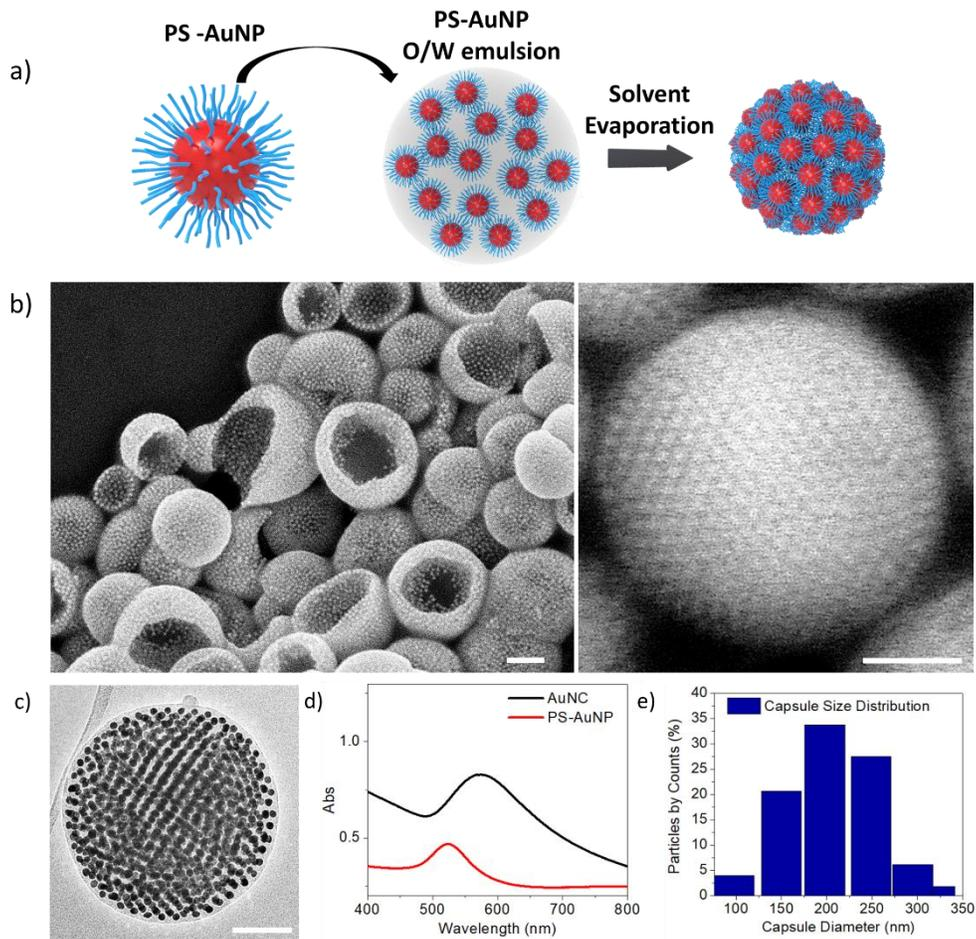 a)
PS -AuNP
PS-AuNP
O/W emulsion
Solvent
Evaporation
b)
c)
d)
AuNC
PS-AuNP
1.0
0.5
Abs
400 500 600 700 800
Wavelength (nm)
e)
Capsule Size Distribution
40
35
30
25
20
15
10
5
0
Particles by Counts (%)
100 150 200 250 300 350
Capsule Diameter (nm)